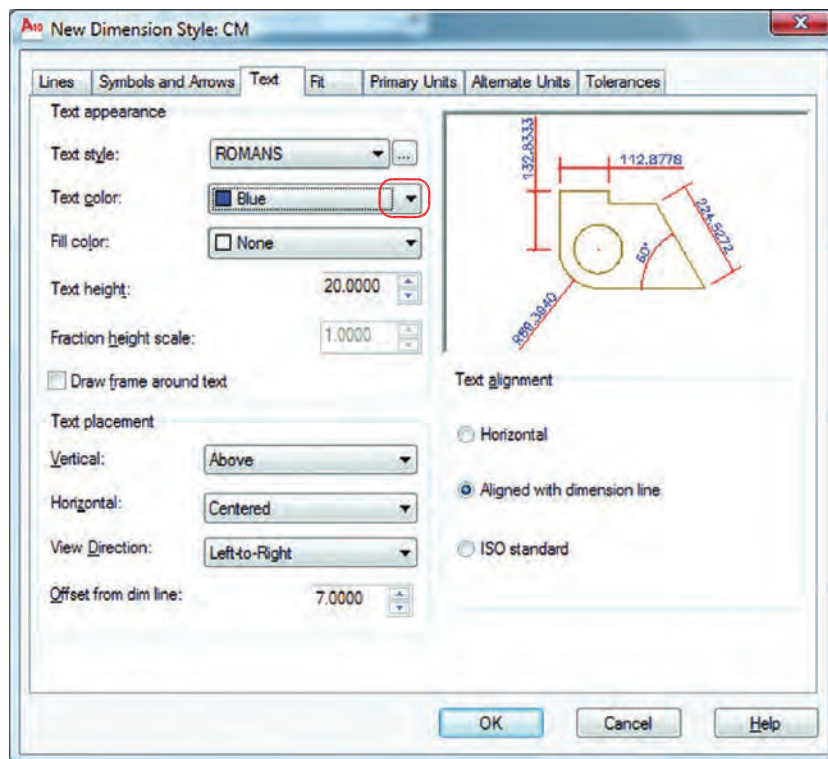 A10 New Dimension Style: CM
Lines Symbols and Arrows Text Fit Primary Units Alternate Units Tolerances
Text appearance
Text style: ROMANS ...
Text color: Blue
Fill color: None
Text height: 20.0000
Fraction height scale: 1.0000
Draw frame around text
Text placement
Vertical: Above
Horizontal: Centered
View Direction: Left-to-Right
Offset from dim line: 7.0000
132.8333
112.8778
224.5272
60°
Text alignment
Horizontal
Aligned with dimension line
ISO standard
OK Cancel Help